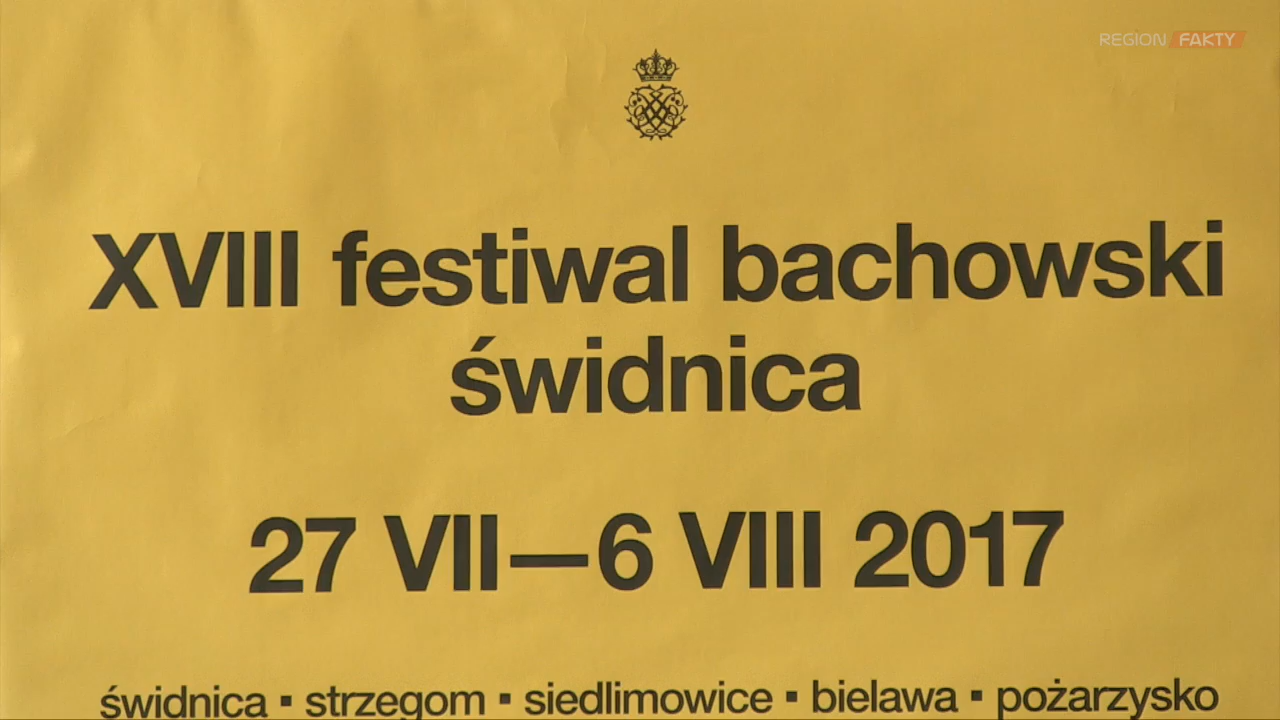 REGION FAKTY
XVIII festiwal bachowski
świdnica
27 VII—6 VIII 2017
świdnica ▪ strzegom ▪ siedlimowice ▪ bielawa ▪ pożarzysko